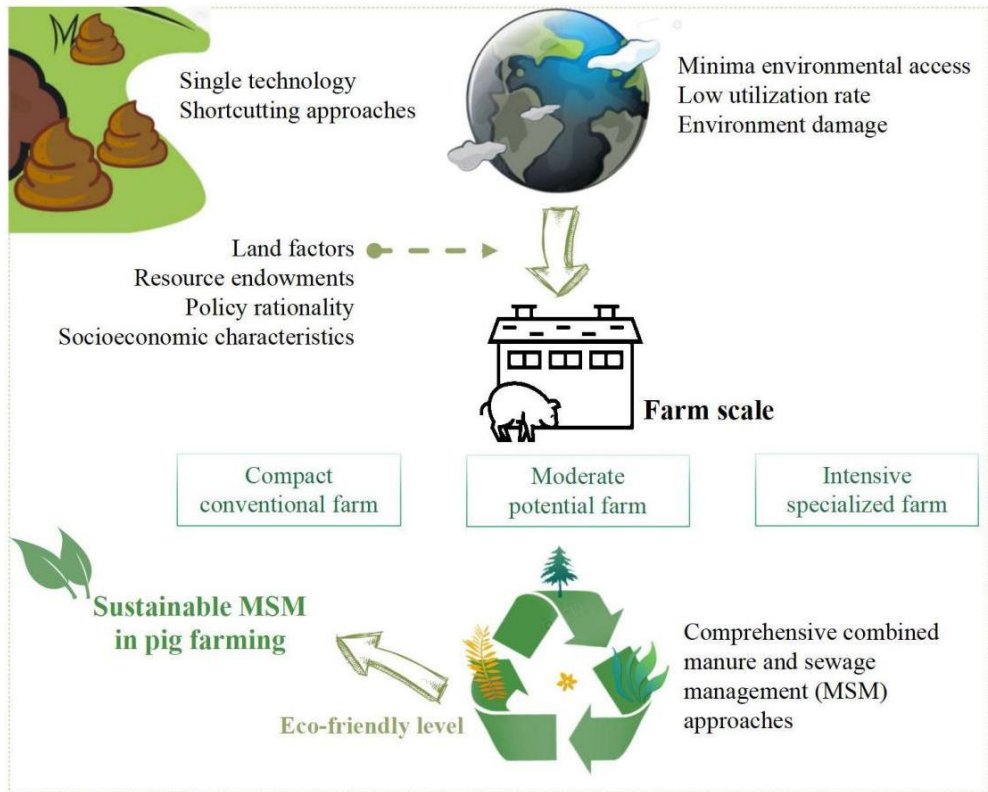 Single technology
Shortcutting approaches
Minima environmental access
Low utilization rate
Environment damage
Land factors
Resource endowments
Policy rationality
Socioeconomic characteristics
Farm scale
Compact
conventional farm
Moderate
potential farm
Intensive
specialized farm
Sustainable MSM
in pig farming
Eco-friendly level
Comprehensive combined
manure and sewage
management (MSM)
approaches